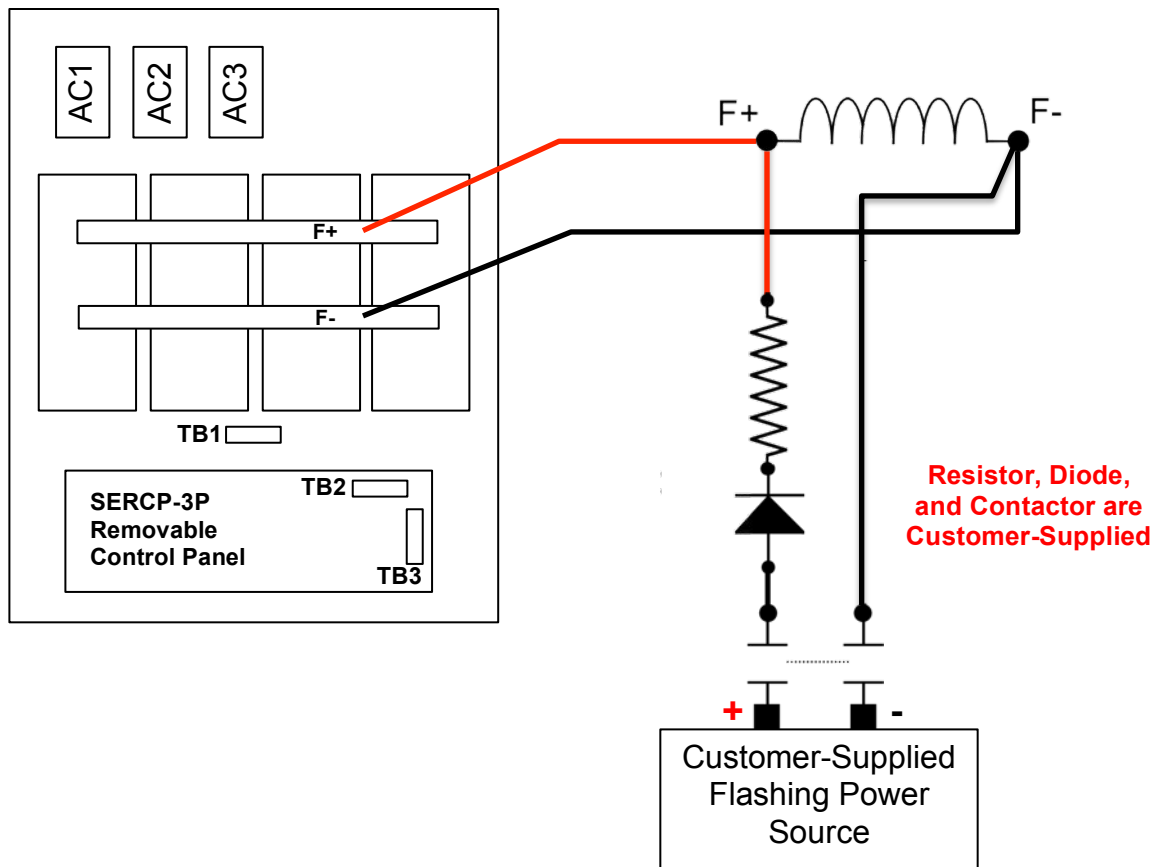 AC1
AC2
AC3
F+
F-
F+
F-
TB1
SERCP-3P
Removable
Control Panel
TB2
TB3
Resistor, Diode,
and Contactor are
Customer-Supplied
+
-
Customer-Supplied
Flashing Power
Source